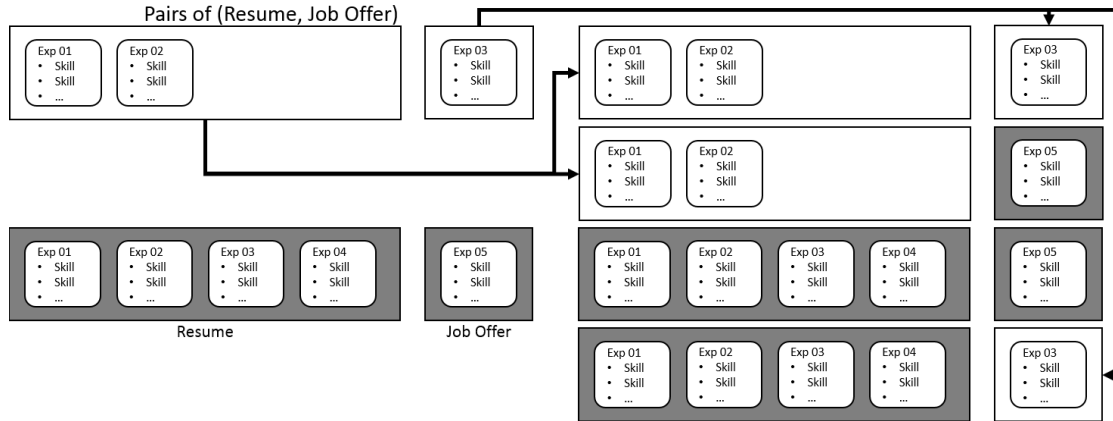 Pairs of (Resume, Job Offer)
Exp 01
• Skill
• Skill
• ...
Exp 02
• Skill
• Skill
• ...
Exp 03
• Skill
• Skill
• ...
Exp 01
• Skill
• Skill
• ...
Exp 02
• Skill
• Skill
• ...
Exp 03
• Skill
• Skill
• ...
Exp 01
• Skill
• Skill
• ...
Exp 02
• Skill
• Skill
• ...
Exp 05
• Skill
• Skill
• ...
Exp 01
• Skill
• Skill
• ...
Exp 02
• Skill
• Skill
• ...
Exp 03
• Skill
• Skill
• ...
Exp 04
• Skill
• Skill
• ...
Exp 05
• Skill
• Skill
• ...
Exp 01
• Skill
• Skill
• ...
Exp 02
• Skill
• Skill
• ...
Exp 03
• Skill
• Skill
• ...
Exp 04
• Skill
• Skill
• ...
Exp 05
• Skill
• Skill
• ...
Resume
Job Offer
Exp 01
• Skill
• Skill
• ...
Exp 02
• Skill
• Skill
• ...
Exp 03
• Skill
• Skill
• ...
Exp 04
• Skill
• Skill
• ...
Exp 03
• Skill
• Skill
• ...